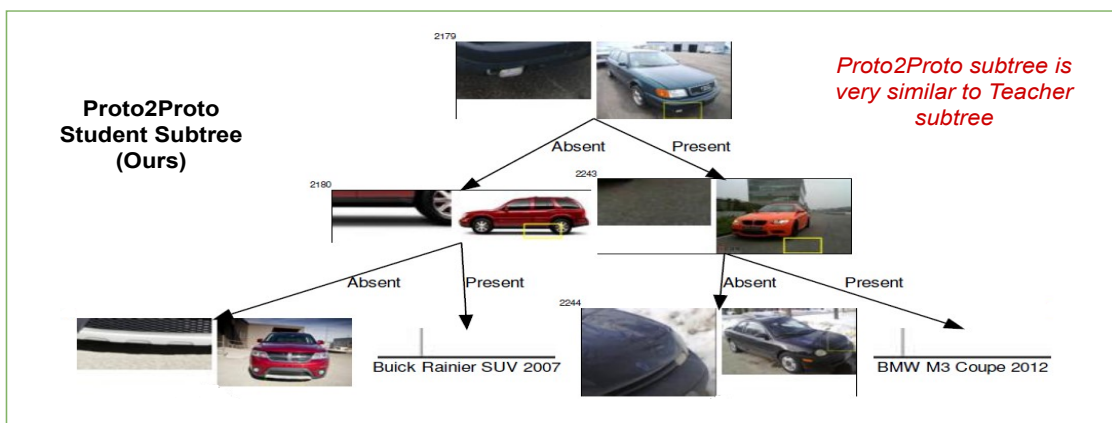 2179
Proto2Proto
Student Subtree
(Ours)
Proto2Proto subtree is
very similar to Teacher
subtree
Absent
Present
2180
2243
Absent
Present
Absent
Present
2244
Buick Rainier SUV 2007
BMW M3 Coupe 2012